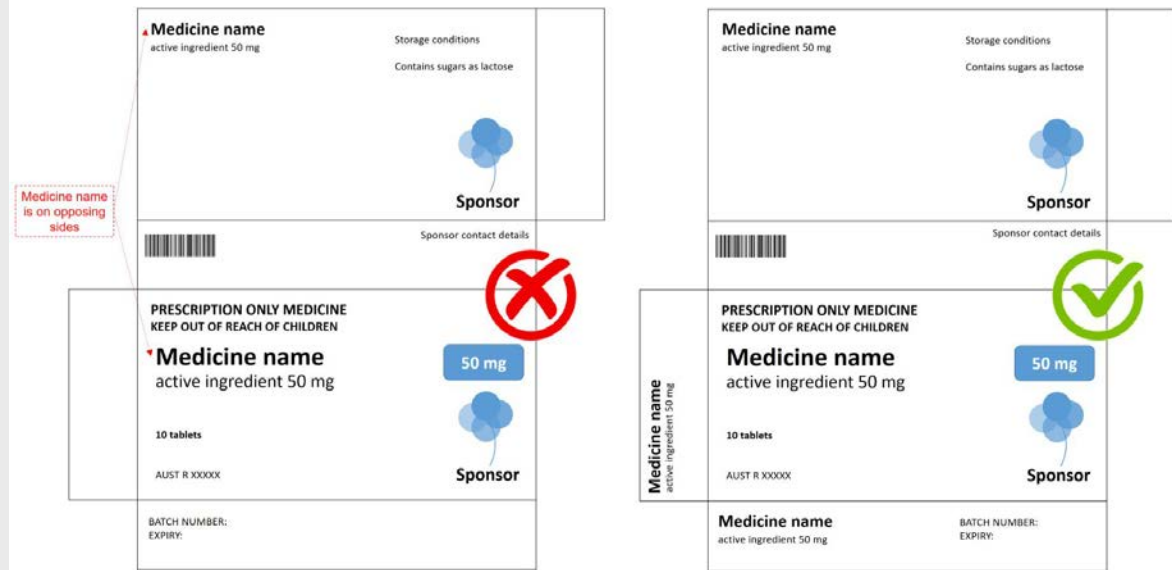 Medicine name
active ingredient 50 mg
Storage conditions
Contains sugars as lactose
Sponsor
Medicine name
is on opposing
sides
Sponsor contact details
PRESCRIPTION ONLY MEDICINE
KEEP OUT OF REACH OF CHILDREN
Medicine name
active ingredient 50 mg
50 mg
10 tablets
AUST R XXXXX
Sponsor
BATCH NUMBER:
EXPIRY:
Medicine name
active ingredient 50 mg
Storage conditions
Contains sugars as lactose
Sponsor
Sponsor contact details
PRESCRIPTION ONLY MEDICINE
KEEP OUT OF REACH OF CHILDREN
Medicine name
active ingredient 50 mg
50 mg
Medicine name
active ingredient 50 mg
10 tablets
AUST R XXXXX
Sponsor
Medicine name
active ingredient 50 mg
BATCH NUMBER:
EXPIRY: